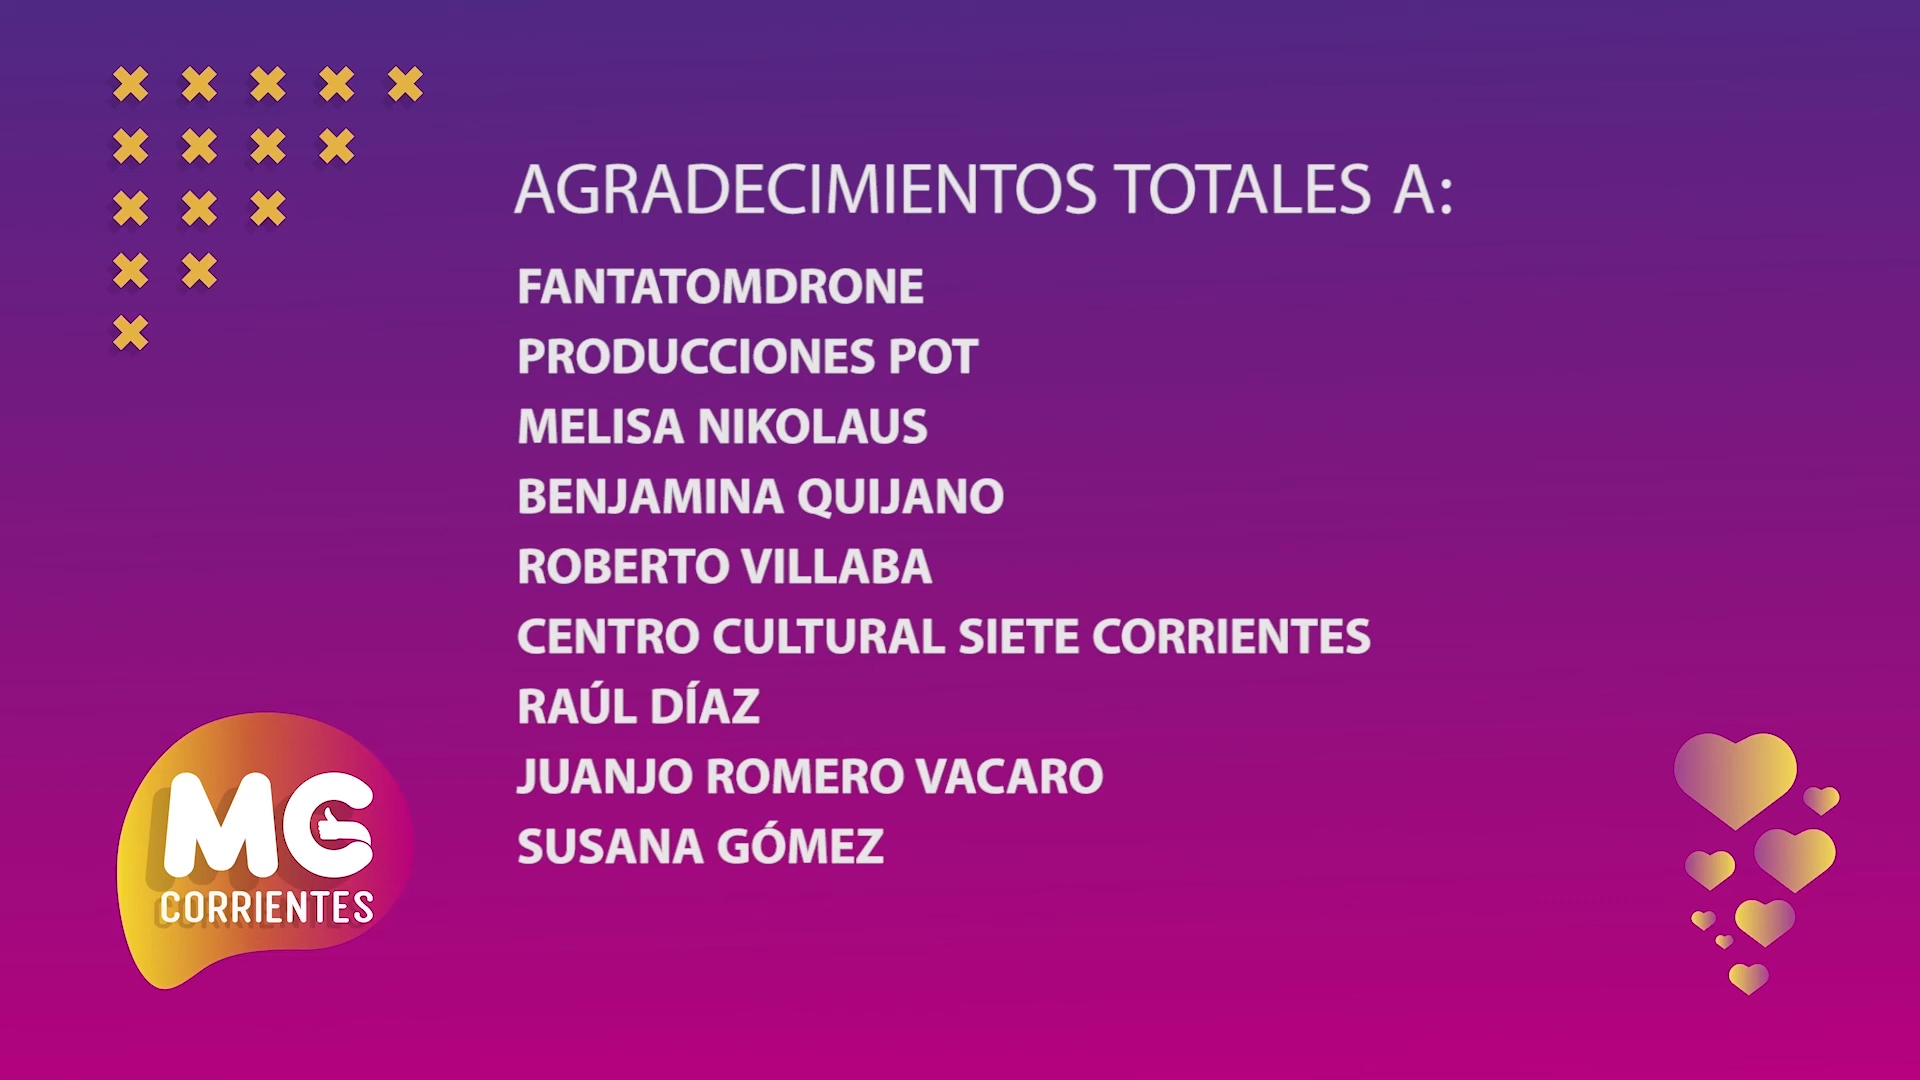 AGRADECIMIENTOS TOTALES A:
FANTATOMDRONE
PRODUCCIONES POT
MELISA NIKOLAUS
BENJAMINA QUIJANO
ROBERTO VILLABA
CENTRO CULTURAL SIETE CORRIENTES
RAÚL DÍAZ
JUANJO ROMERO VACARO
SUSANA GÓMEZ
MG
CORRIENTES